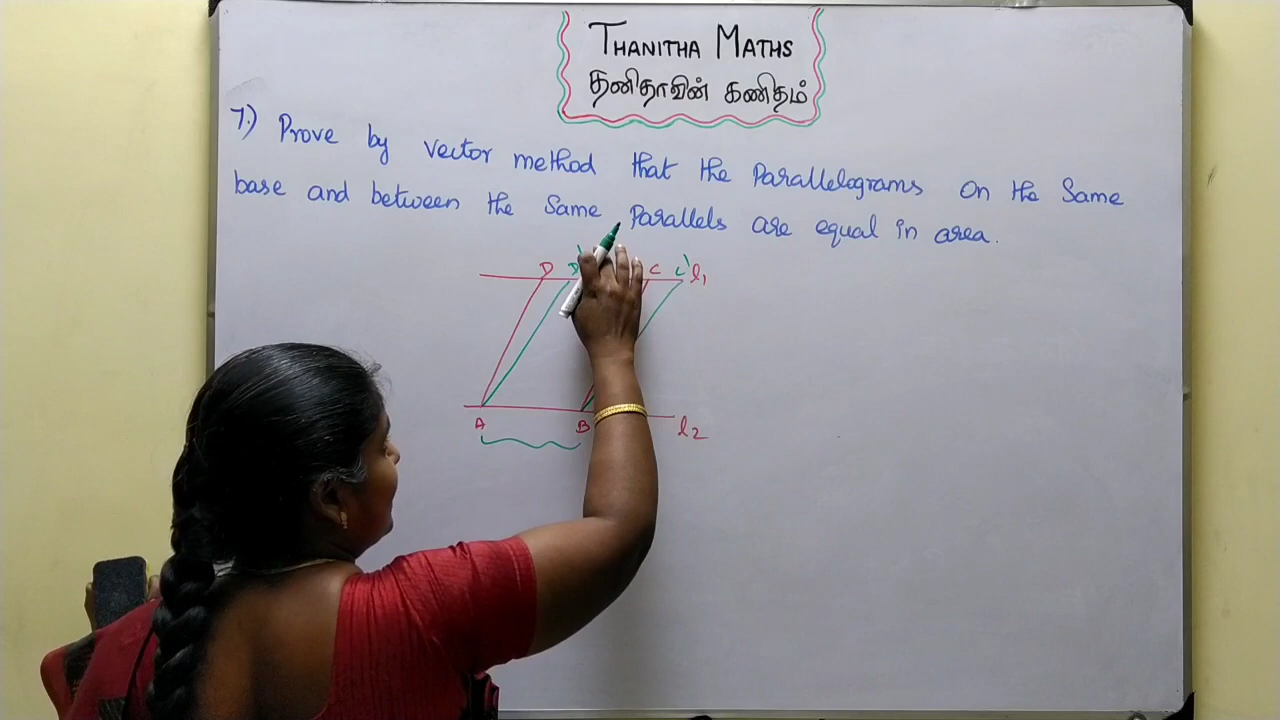 THANITHA MATHS
தனிதாவின் கணிதம்
7.) Prove by vector method that the Parallelograms on the Same
base and between the Same Parallels are equal in area.
D D' C C' l₁
A B l₂